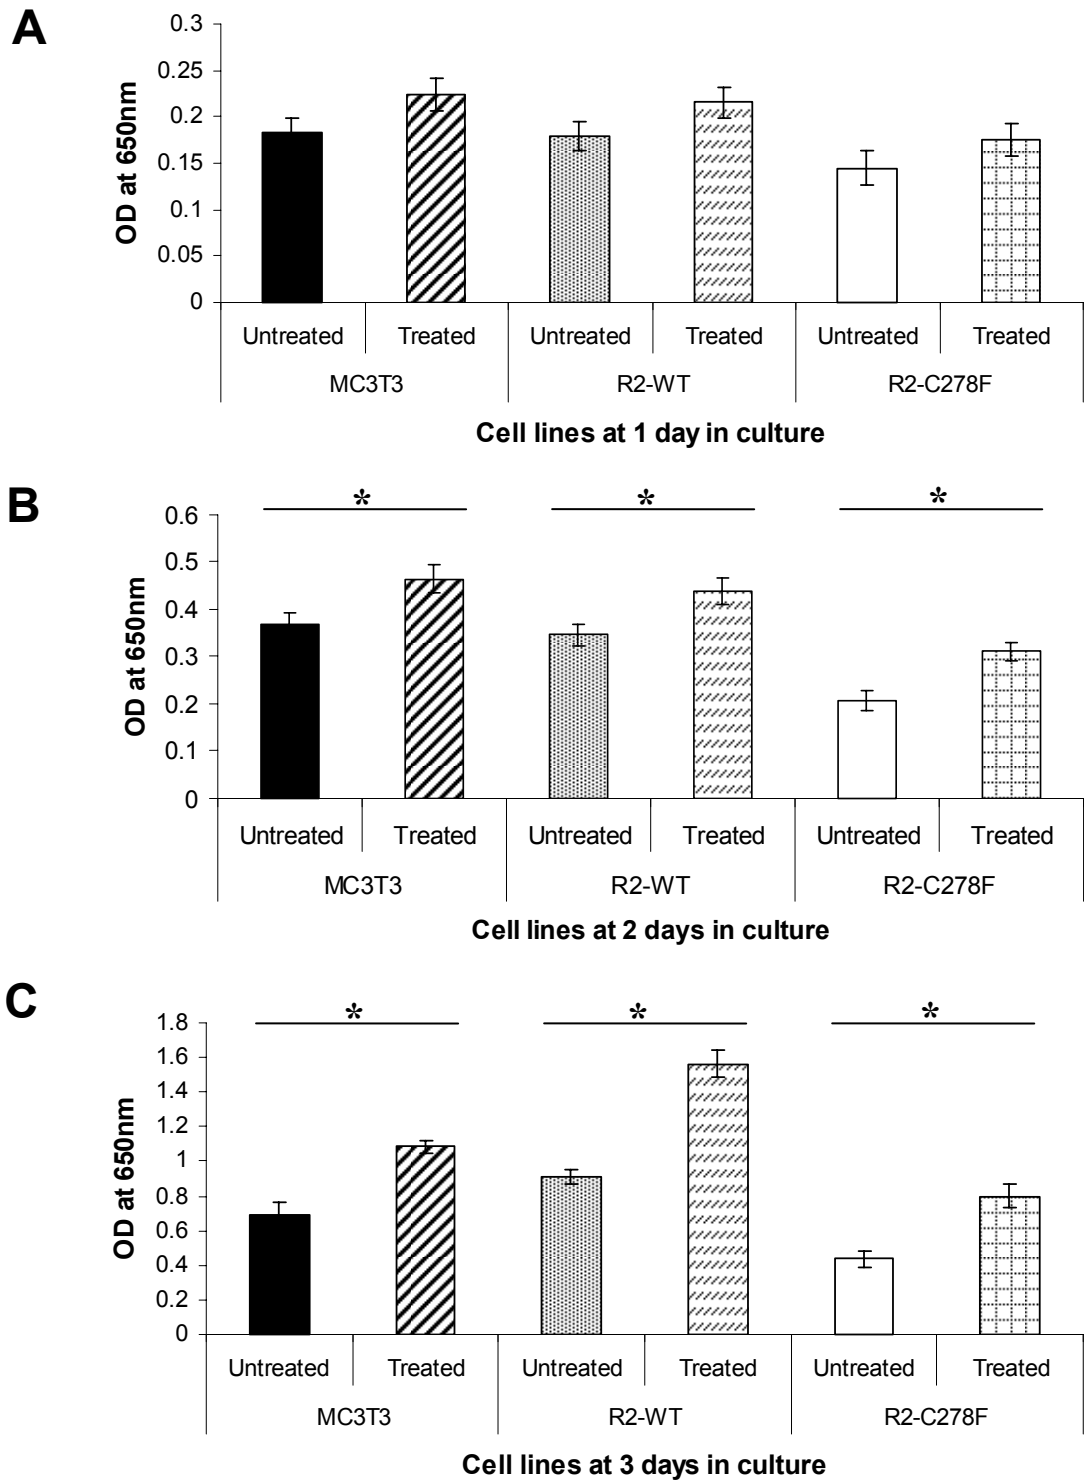 A
OD at 650nm
0.3
0.25
0.2
0.15
0.1
0.05
0
Untreated Treated Untreated Treated Untreated Treated
MC3T3 R2-WT R2-C278F
Cell lines at 1 day in culture
B
* * *
OD at 650nm
0.6
0.5
0.4
0.3
0.2
0.1
0
Untreated Treated Untreated Treated Untreated Treated
MC3T3 R2-WT R2-C278F
Cell lines at 2 days in culture
C
* * *
OD at 650nm
1.8
1.6
1.4
1.2
1
0.8
0.6
0.4
0.2
0
Untreated Treated Untreated Treated Untreated Treated
MC3T3 R2-WT R2-C278F
Cell lines at 3 days in culture